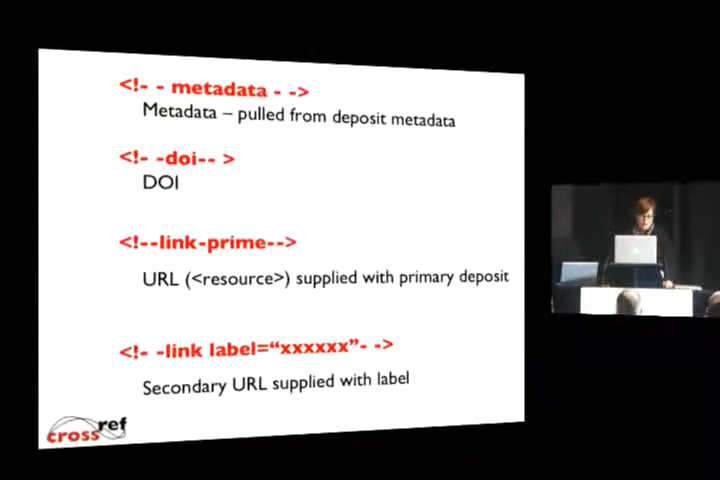 <!- - metadata - ->
Metadata – pulled from deposit metadata
<!- -doi-- >
DOI
<!--link-prime-->
URL (<resource>) supplied with primary deposit
<!- -link label=“xxxxxx”- ->
Secondary URL supplied with label
crossref